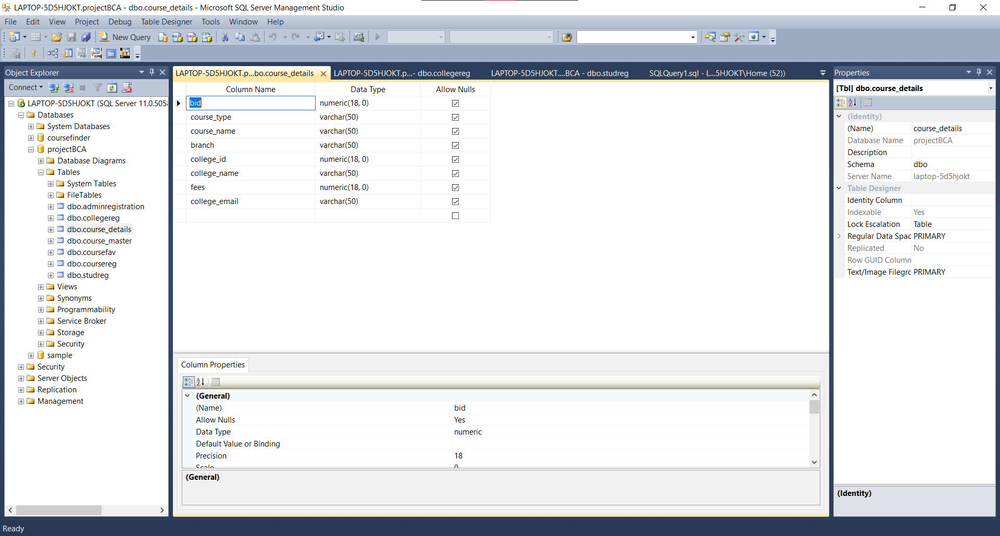 LAPTOP-5D5HJOKT.projectBCA - dbo.course_details - Microsoft SQL Server Management Studio
File Edit View Project Debug Table Designer Tools Window Help
New Query
Object Explorer
Connect
LAPTOP-5D5HJOKT (SQL Server 11.0.5058
Databases
System Databases
coursefinder
projectBCA
Database Diagrams
Tables
System Tables
FileTables
dbo.adminregistration
dbo.collegereg
dbo.course_details
dbo.course_master
dbo.coursefav
dbo.coursereg
dbo.studreg
Views
Synonyms
Programmability
Service Broker
Storage
Security
sample
Security
Server Objects
Replication
Management
LAPTOP-5D5HJOKT.p...bo.course_details LAPTOP-5D5HJOKT.p...- dbo.collegereg LAPTOP-5D5HJOKT....BCA - dbo.studreg SQLQuery1.sql - L...5HJOKT\Home (52))
Column Name Data Type Allow Nulls
bid numeric(18, 0)
course_type varchar(50)
course_name varchar(50)
branch varchar(50)
college_id numeric(18, 0)
college_name varchar(50)
fees numeric(18, 0)
college_email varchar(50)
Column Properties
(General)
(Name) bid
Allow Nulls Yes
Data Type numeric
Default Value or Binding
Precision 18
Scale 0
(General)
Properties
[Tbl] dbo.course_details
(Identity)
(Name) course_details
Database Name projectBCA
Description
Schema dbo
Server Name laptop-5d5hjokt
Table Designer
Identity Column
Indexable Yes
Lock Escalation Table
Regular Data Spac PRIMARY
Replicated No
Row GUID Column
Text/Image Filegrc PRIMARY
(Identity)
Ready